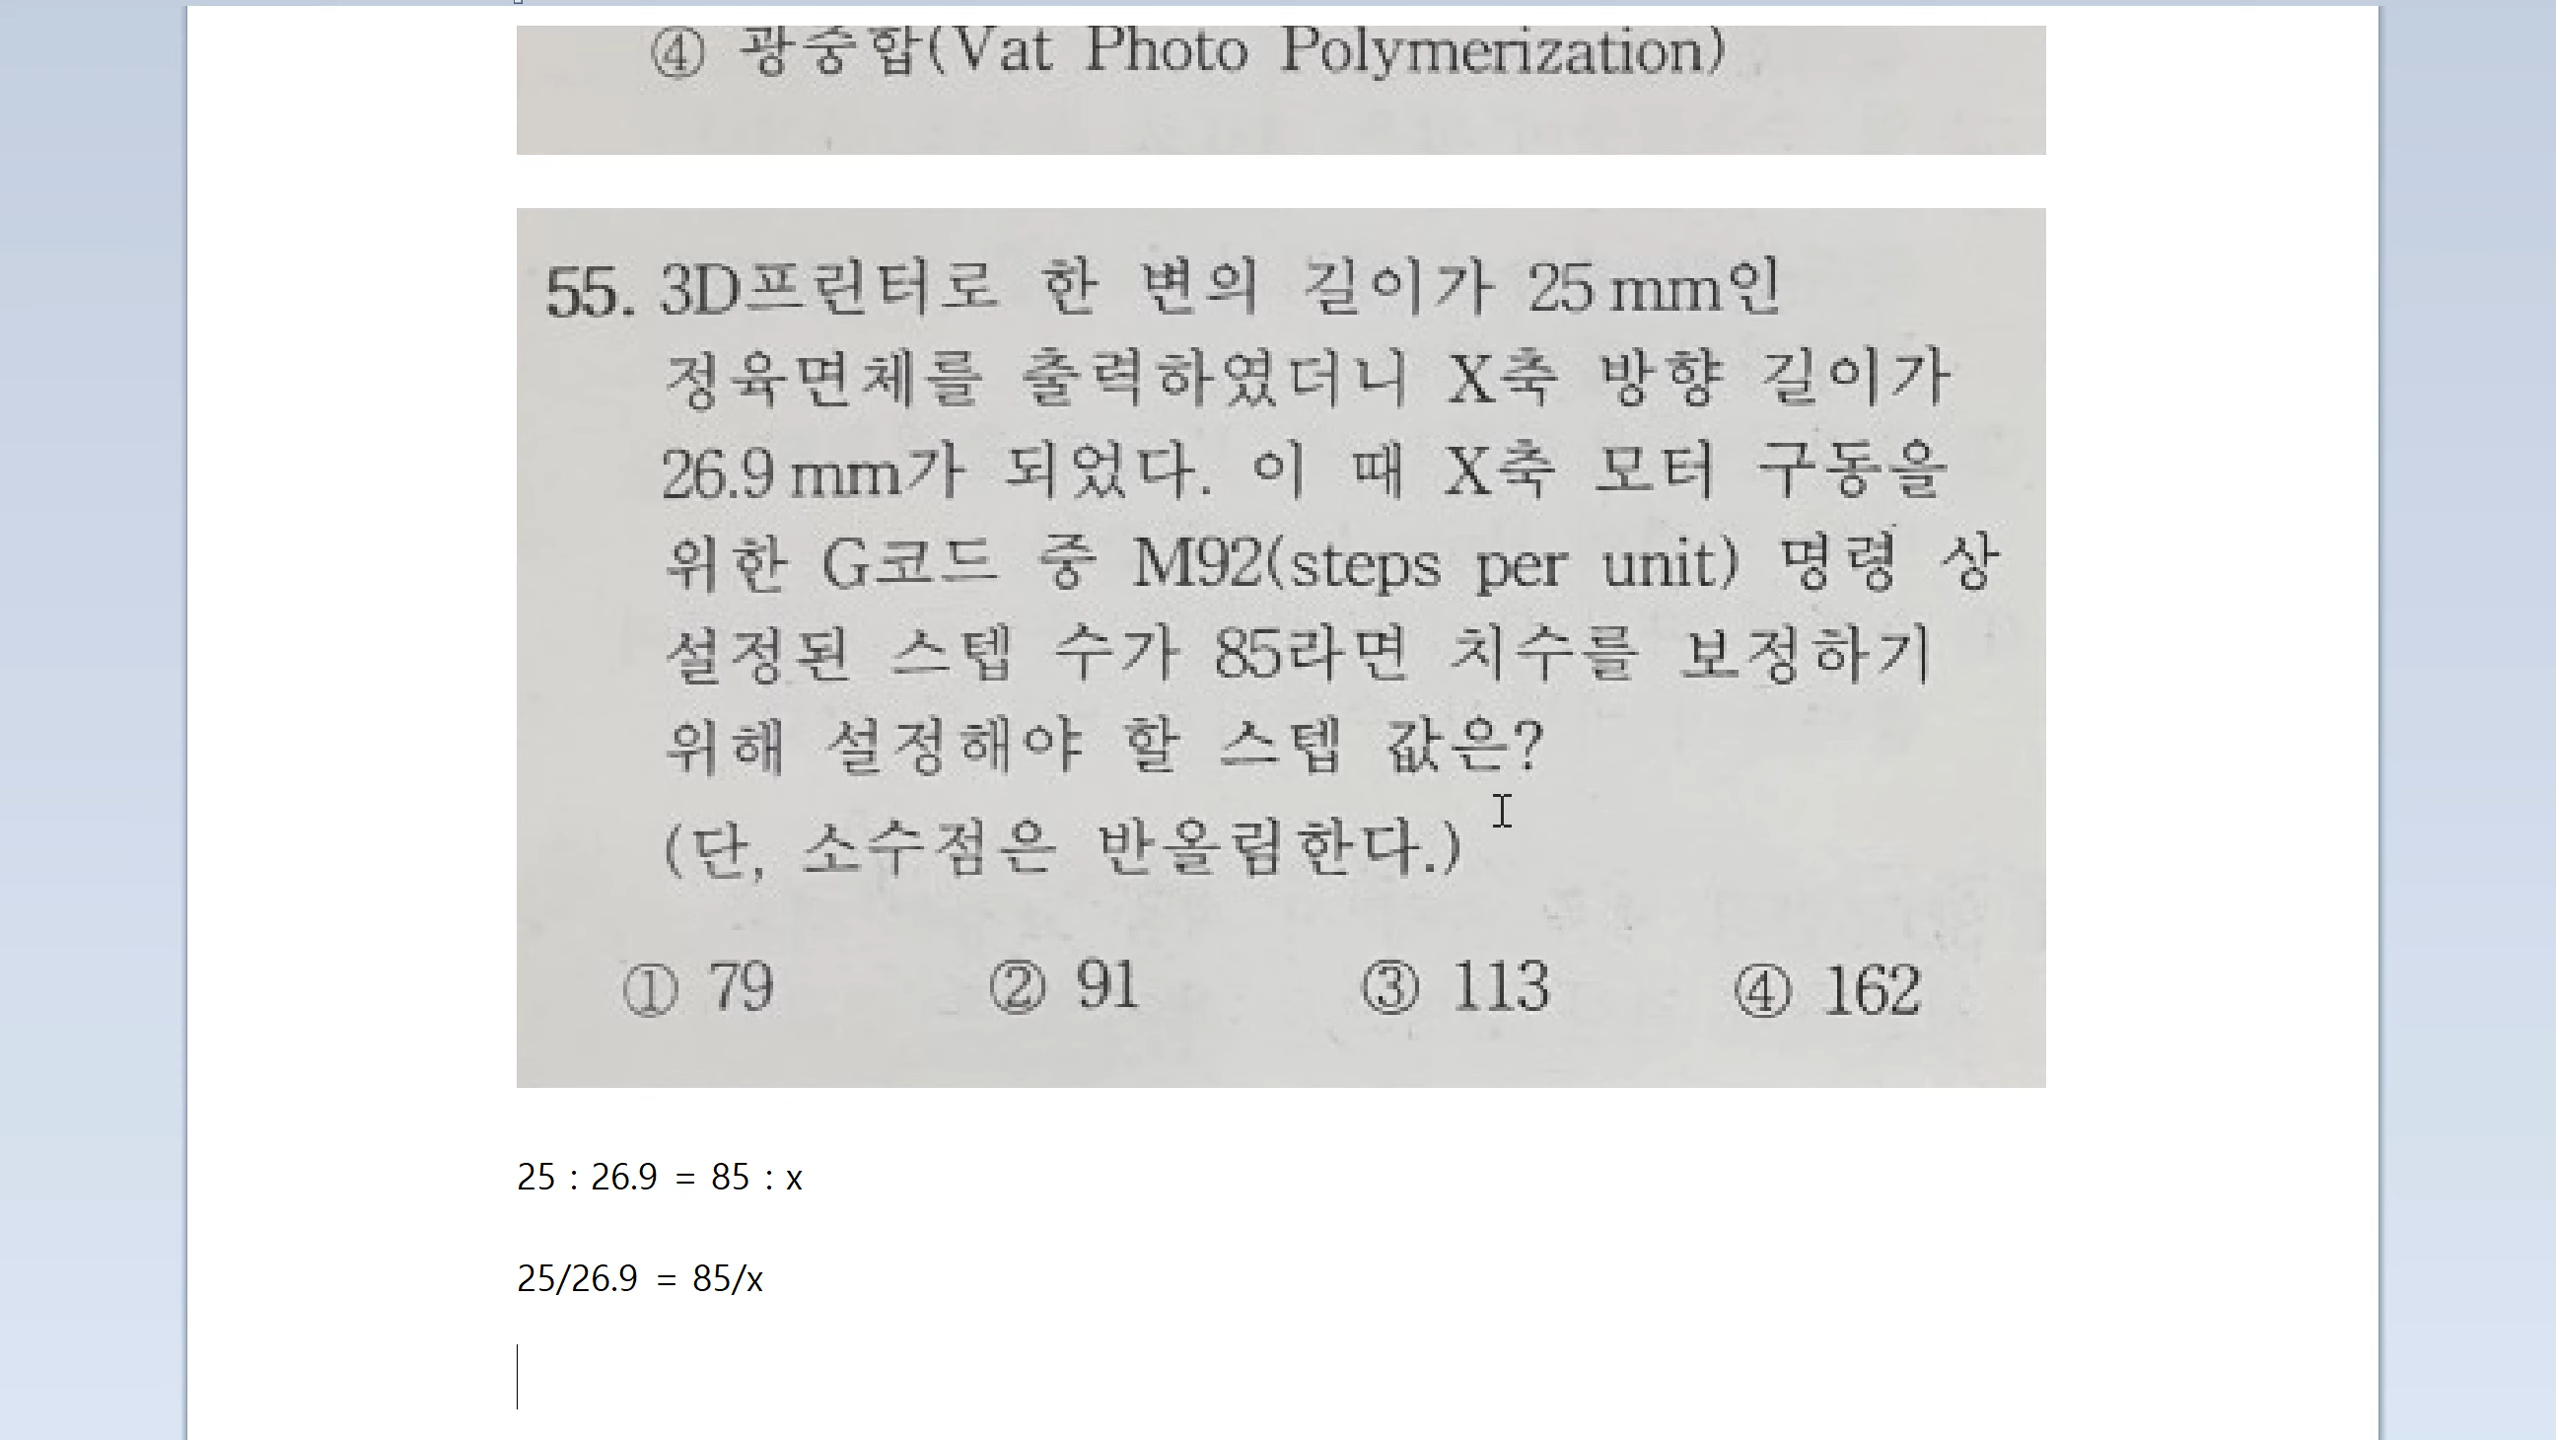 ④ 광중합(Vat Photo Polymerization)
55. 3D프린터로 한 변의 길이가 25mm인
정육면체를 출력하였더니 X축 방향 길이가
26.9mm가 되었다. 이 때 X축 모터 구동을
위한 G코드 중 M92(steps per unit) 명령 상
설정된 스텝 수가 85라면 치수를 보정하기
위해 설정해야 할 스텝 값은?
(단, 소수점은 반올림한다.)
① 79 ② 91 ③ 113 ④ 162
25 : 26.9 = 85 : x
25/26.9 = 85/x